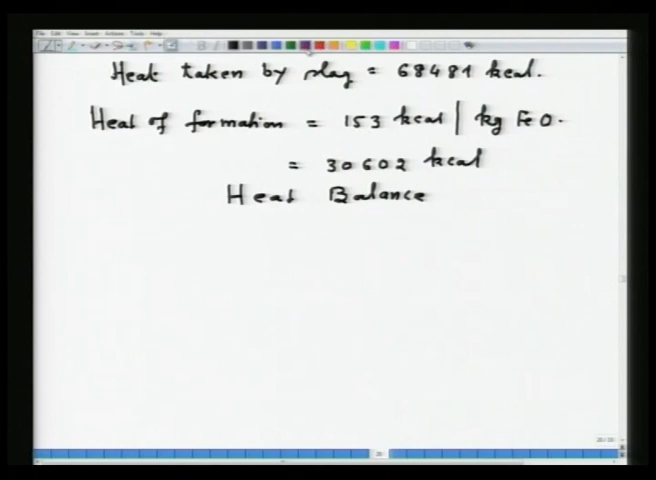 Heat taken by slag = 68481 kcal.
Heat of formation = 153 kcal | kg FeO.
= 30602 kcal
Heat Balance